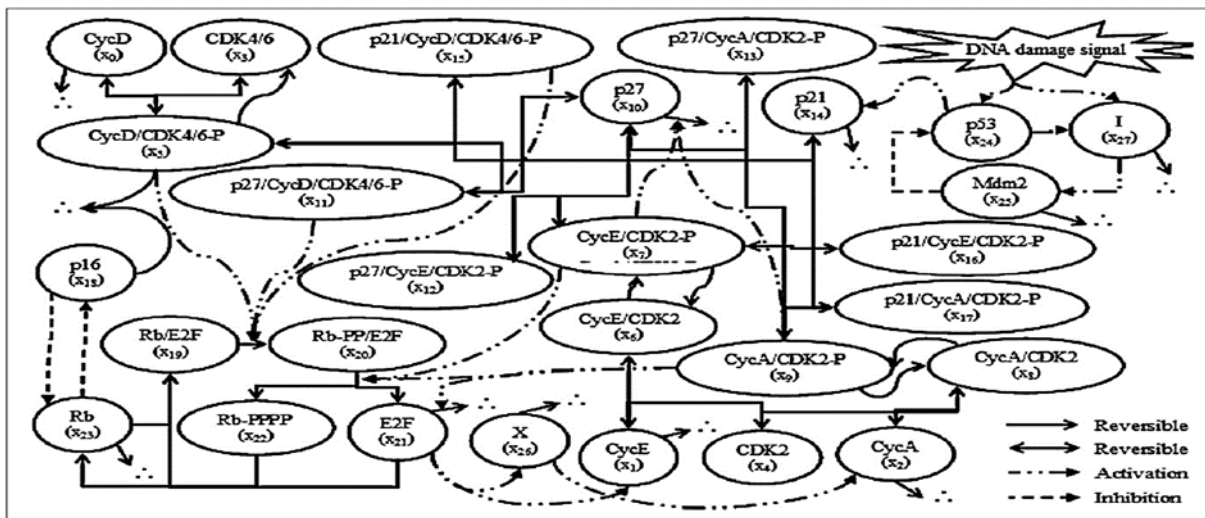 CycD
(x0)
CDK4/6
(x3)
p21/CycD/CDK4/6-P
(x15)
p27/CycA/CDK2-P
(x13)
DNA damage signal
p27
(x10)
p21
(x14)
p53
(x24)
I
(x27)
CycD/CDK4/6-P
(x5)
p27/CycD/CDK4/6-P
(x11)
Mdm2
(x25)
CycE/CDK2-P
(x7)
p21/CycE/CDK2-P
(x16)
p16
(x18)
p27/CycE/CDK2-P
(x12)
p21/CycA/CDK2-P
(x17)
Rb/E2F
(x19)
Rb-PP/E2F
(x20)
CycE/CDK2
(x6)
CycA/CDK2-P
(x9)
CycA/CDK2
(x8)
Rb
(x23)
Rb-PPPP
(x22)
E2F
(x21)
X
(x26)
CycE
(x1)
CDK2
(x4)
CycA
(x2)
Reversible
Reversible
Activation
Inhibition